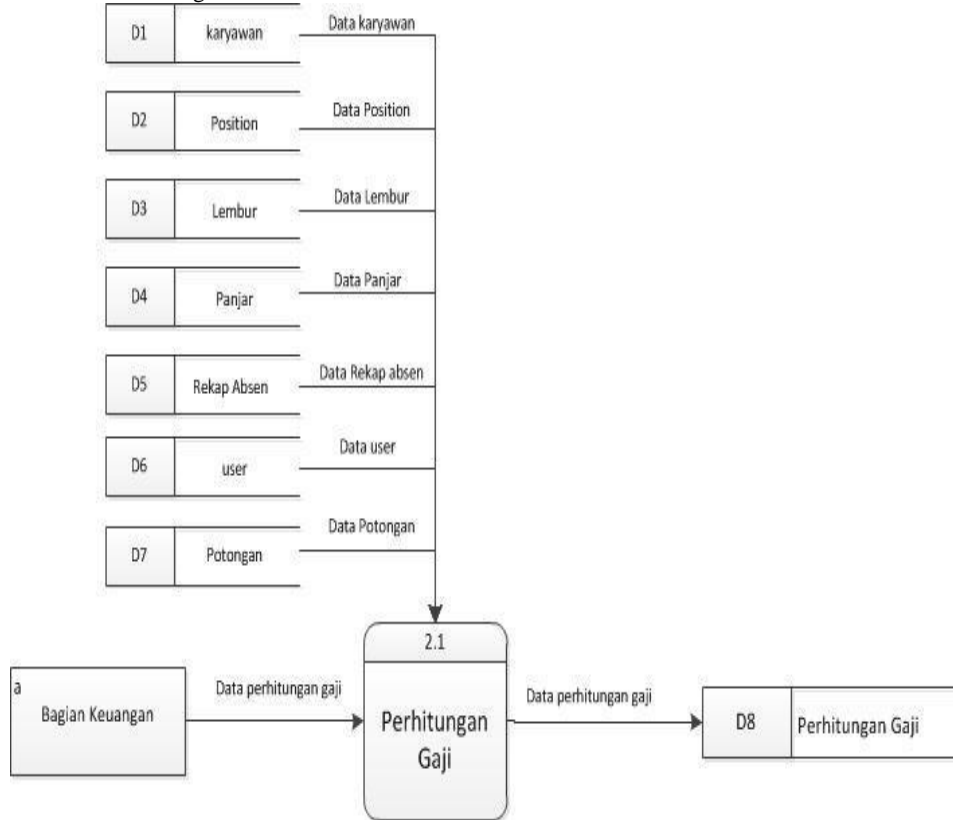 D1 karyawan Data karyawan
D2 Position Data Position
D3 Lembur Data Lembur
D4 Panjar Data Panjar
D5 Rekap Absen Data Rekap absen
D6 user Data user
D7 Potongan Data Potongan
2.1
a
Bagian Keuangan
Data perhitungan gaji
Perhitungan
Gaji
Data perhitungan gaji
D8 Perhitungan Gaji